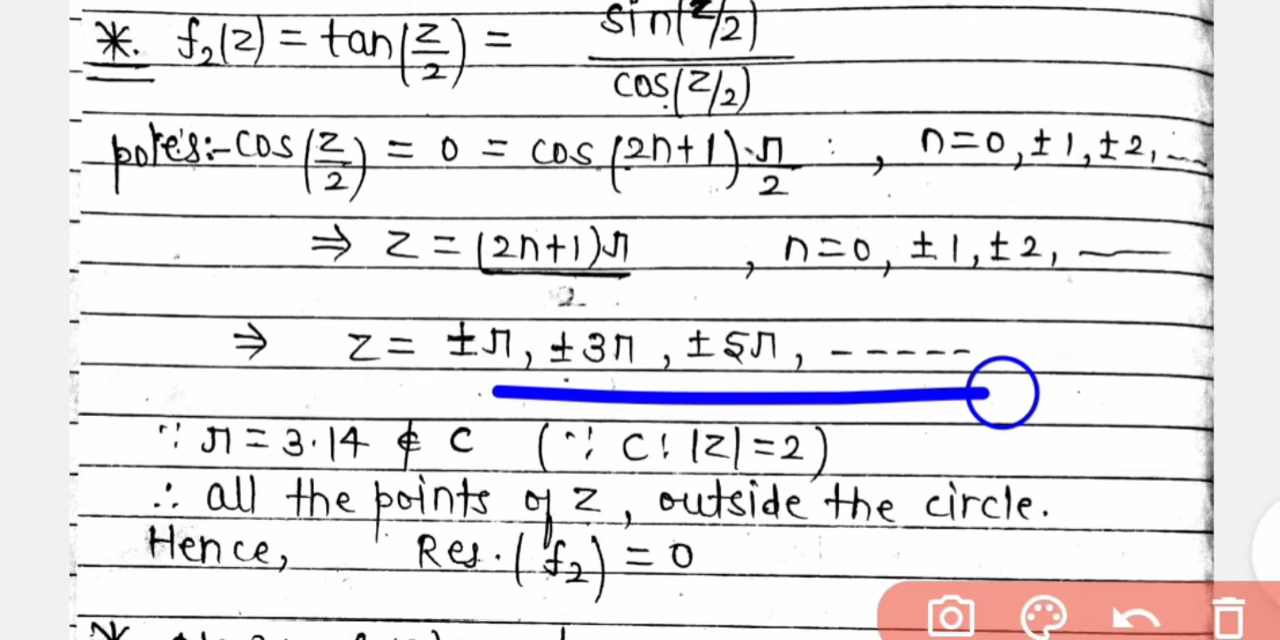 *. f₂(z) = tan(z/2) = sin(z/2) / cos(z/2)
poles:- cos(z/2) = 0 = cos(2n+1)·π/2 : , n=0, ±1, ±2, ...
⇒ z = (2n+1)π , n=0, ±1, ±2, ——
2
⇒ z = ±π, ±3π, ±5π, -----
∵ π = 3.14 ∉ C (∵ C: |z|=2)
∴ all the points of z, outside the circle.
Hence, Res.(f₂) = 0